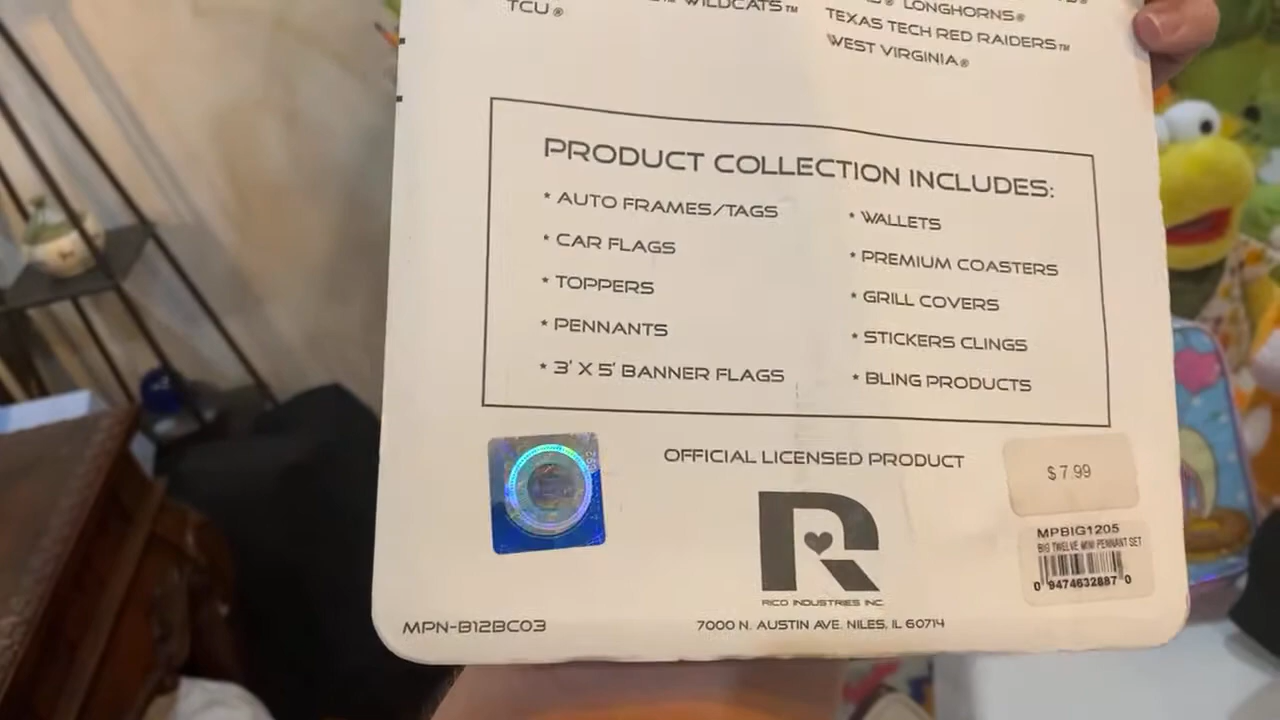 WILDCATS™
LONGHORNS®
TCU®
TEXAS TECH RED RAIDERS™
WEST VIRGINIA®
PRODUCT COLLECTION INCLUDES:
* AUTO FRAMES/TAGS
* CAR FLAGS
* TOPPERS
* PENNANTS
* 3' X 5' BANNER FLAGS
* WALLETS
* PREMIUM COASTERS
* GRILL COVERS
* STICKERS CLINGS
* BLING PRODUCTS
OFFICIAL LICENSED PRODUCT
$ 7.99
MPBIG1205
BIG TWELVE MINI PENNANT SET
0 9474632887 0
RICO INDUSTRIES INC.
MPN-B12BC03
7000 N. AUSTIN AVE. NILES, IL 60714